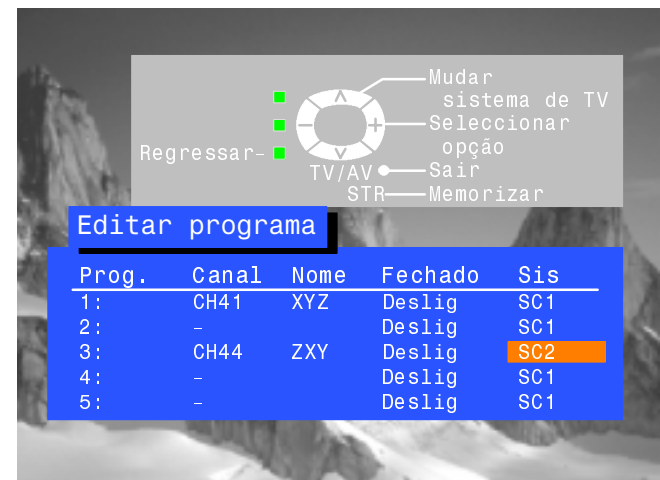 Mudar
sistema de TV
Seleccionar
opção
Regressar
TV/AV Sair
STR Memorizar
Editar programa
Prog. Canal Nome Fechado Sis
1: CH41 XYZ Deslig SC1
2: – Deslig SC1
3: CH44 ZXY Deslig SC2
4: – Deslig SC1
5: – Deslig SC1